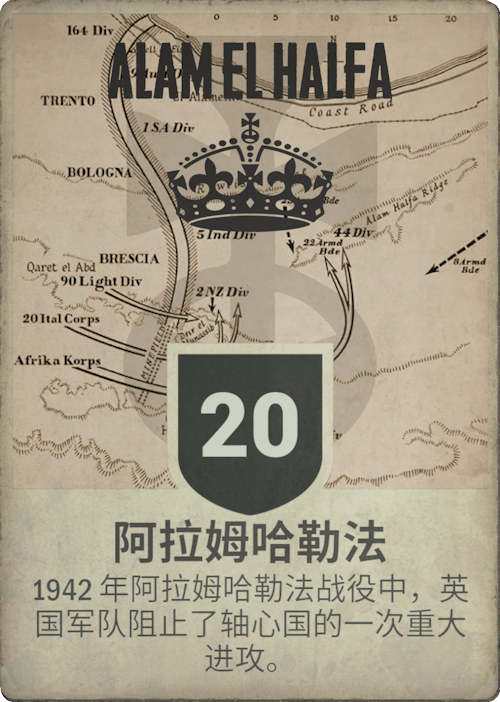 164 Div
0
5
10
15
20
N
ALAM EL HALFA
TRENTO
Coast Road
1 SA Div
BOLOGNA
Bde
Alam Halfa Ridge
5 Ind Div
44 Div
22 Armd
Bde
BRESCIA
Qaret el Abd
8 Armd
Bde
90 Light Div
2 NZ Div
20 Ital Corps
Deir el
Munassib
Afrika Korps
20
阿拉姆哈勒法
1942 年阿拉姆哈勒法战役中，英
国军队阻止了轴心国的一次重大
进攻。